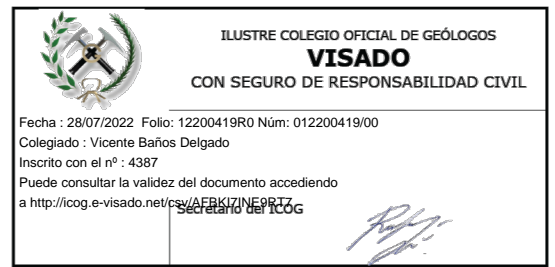 ILUSTRE COLEGIO OFICIAL DE GEÓLOGOS
VISADO
CON SEGURO DE RESPONSABILIDAD CIVIL
Fecha : 28/07/2022 Folio: 12200419R0 Núm: 012200419/00
Colegiado : Vicente Baños Delgado
Inscrito con el nº : 4387
Puede consultar la validez del documento accediendo
a http://icog.e-visado.net/csv/AFBKI7INE9RT7
Secretario del ICOG